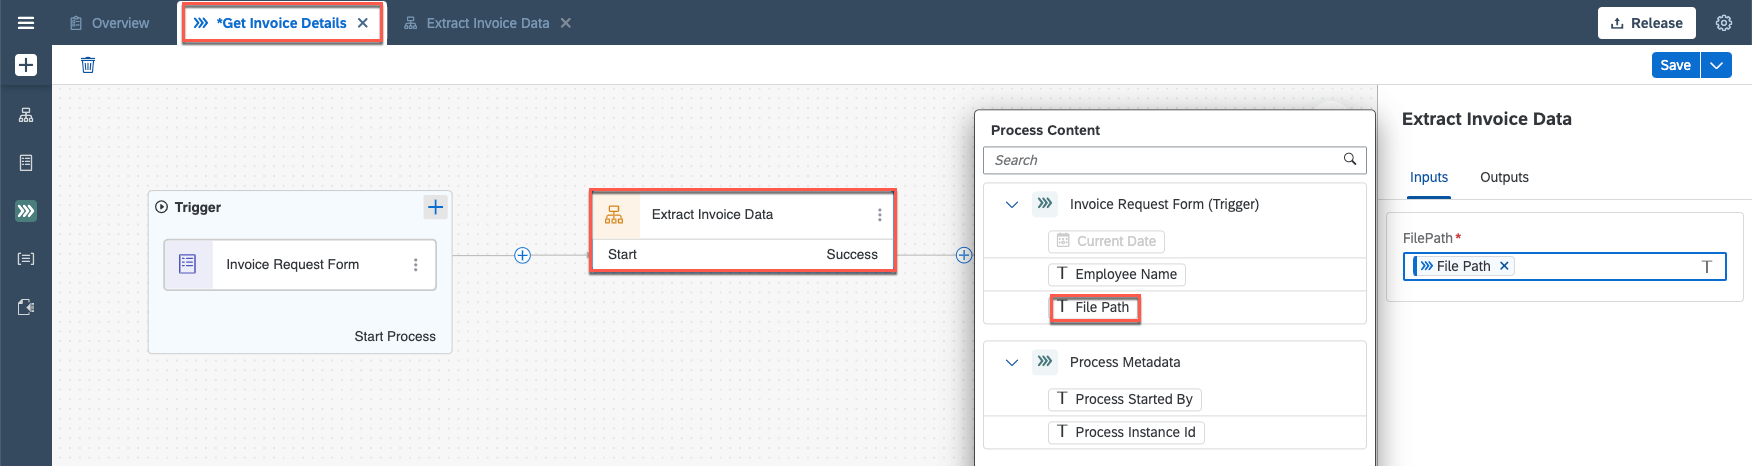 Overview
*Get Invoice Details
Extract Invoice Data
Release
Save
Trigger
Invoice Request Form
Start Process
Extract Invoice Data
Start
Success
Process Content
Search
Invoice Request Form (Trigger)
Current Date
Employee Name
File Path
Process Metadata
Process Started By
Process Instance Id
Extract Invoice Data
Inputs
Outputs
FilePath*
File Path